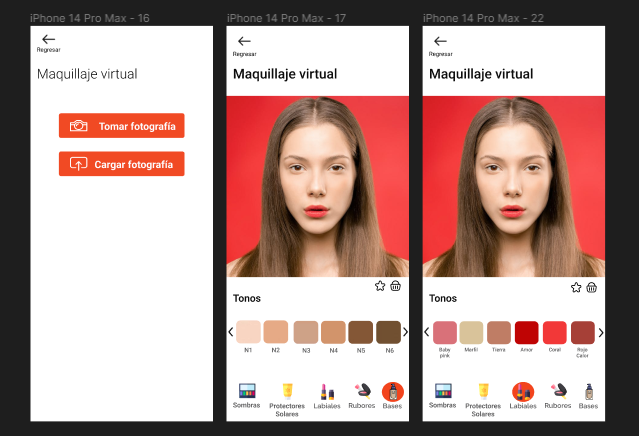 iPhone 14 Pro Max - 16
Regresar
Maquillaje virtual
Tomar fotografía
Cargar fotografía
iPhone 14 Pro Max - 17
Regresar
Maquillaje virtual
Tonos
N1 N2 N3 N4 N5 N6
Sombras Protectores Solares Labiales Rubores Bases
iPhone 14 Pro Max - 22
Regresar
Maquillaje virtual
Tonos
Baby pink Merfil Tierra Amor Coral Rojo Calor
Sombras Protectores Solares Labiales Rubores Bases